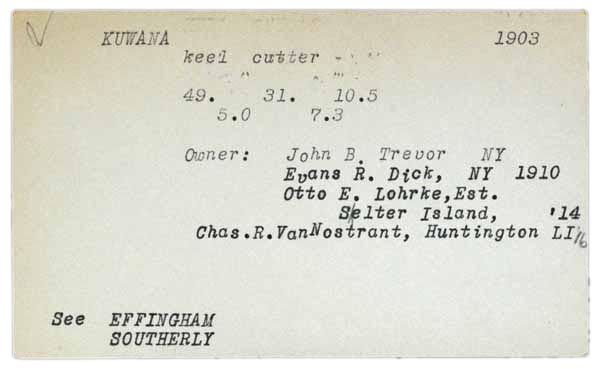 KUWANA 1903
keel cutter
49. 31. 10.5
5.0 7.3
Owner: John B. Trevor NY
Evans R. Dick, NY 1910
Otto E. Lohrke,Est.
Shelter Island, '14
Chas.R.VanNostrant, Huntington LI/16
See EFFINGHAM
SOUTHERLY